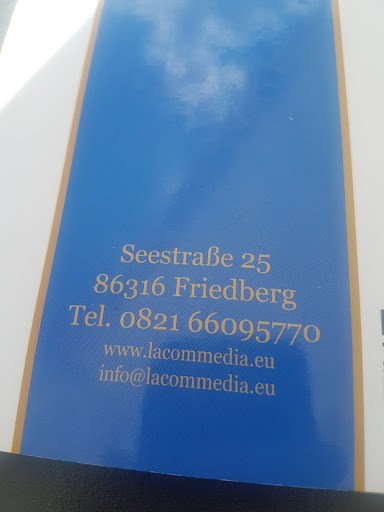 Seestraße 25
86316 Friedberg
Tel. 0821 66095770
www.lacommedia.eu
info@lacommedia.eu